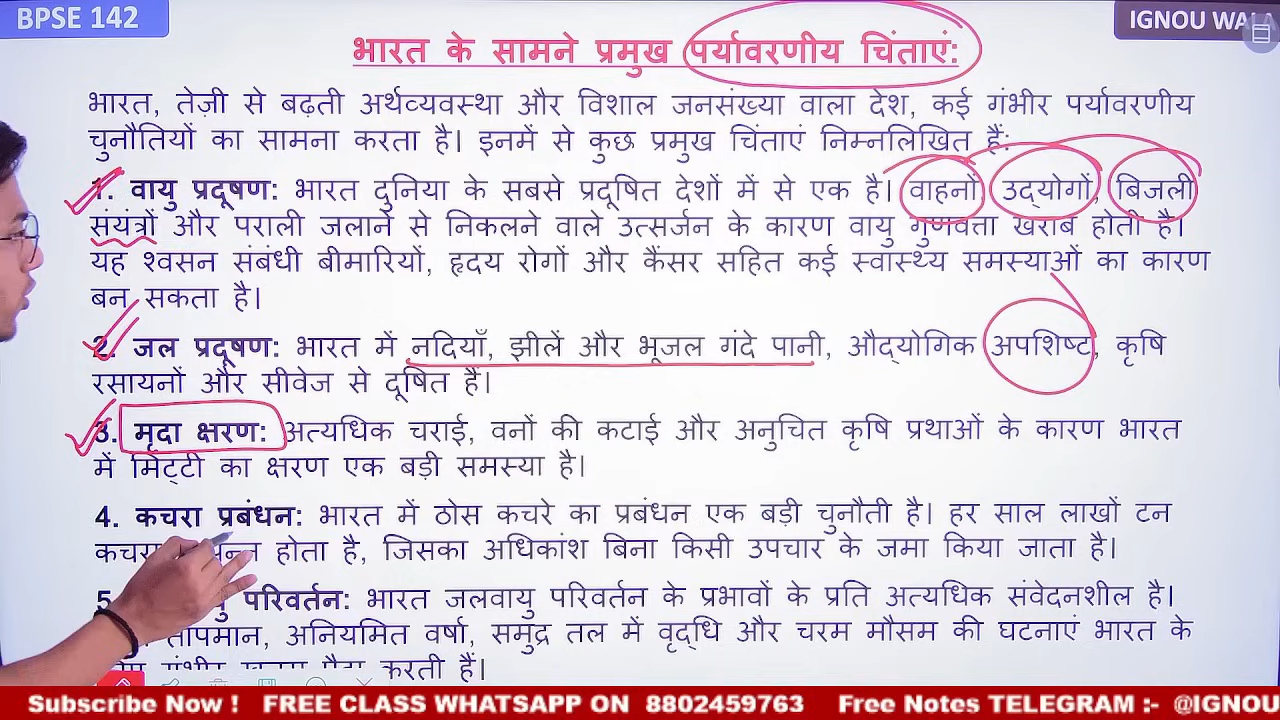 BPSE 142
IGNOU WALA
भारत के सामने प्रमुख पर्यावरणीय चिंताएं:
भारत, तेज़ी से बढ़ती अर्थव्यवस्था और विशाल जनसंख्या वाला देश, कई गंभीर पर्यावरणीय
चुनौतियों का सामना करता है। इनमें से कुछ प्रमुख चिंताएं निम्नलिखित हैं:
1. वायु प्रदूषण: भारत दुनिया के सबसे प्रदूषित देशों में से एक है। वाहनों, उद्योगों, बिजली
संयंत्रों और पराली जलाने से निकलने वाले उत्सर्जन के कारण वायु गुणवत्ता खराब होती है।
यह श्वसन संबंधी बीमारियों, हृदय रोगों और कैंसर सहित कई स्वास्थ्य समस्याओं का कारण
बन सकता है।
2. जल प्रदूषण: भारत में नदियाँ, झीलें और भूजल गंदे पानी, औद्योगिक अपशिष्ट, कृषि
रसायनों और सीवेज से दूषित हैं।
3. मृदा क्षरण: अत्यधिक चराई, वनों की कटाई और अनुचित कृषि प्रथाओं के कारण भारत
में मिट्टी का क्षरण एक बड़ी समस्या है।
4. कचरा प्रबंधन: भारत में ठोस कचरे का प्रबंधन एक बड़ी चुनौती है। हर साल लाखों टन
कचरा होता है, जिसका अधिकांश बिना किसी उपचार के जमा किया जाता है।
5. परिवर्तन: भारत जलवायु परिवर्तन के प्रभावों के प्रति अत्यधिक संवेदनशील है।
तापमान, अनियमित वर्षा, समुद्र तल में वृद्धि और चरम मौसम की घटनाएं भारत के
करती हैं।
Subscribe Now ! FREE CLASS WHATSAPP ON 8802459763 Free Notes TELEGRAM :- @IGNOU